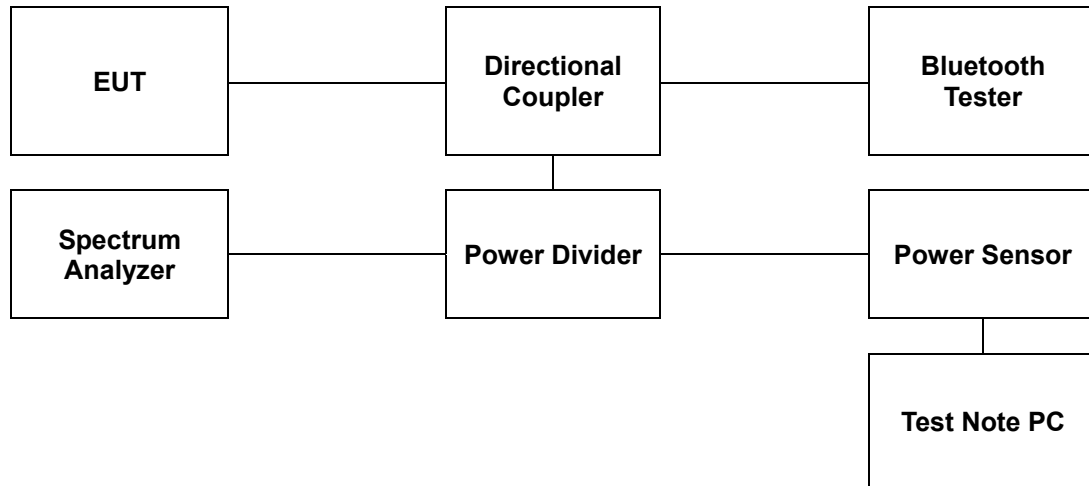 EUT
Directional
Coupler
Bluetooth
Tester
Spectrum
Analyzer
Power Divider
Power Sensor
Test Note PC